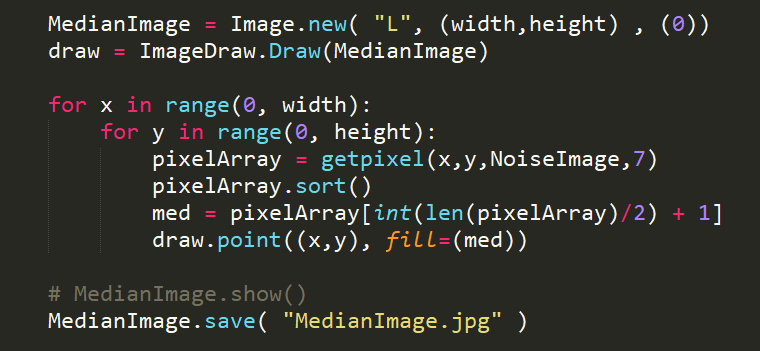 MedianImage = Image.new( "L", (width,height) , (0))
draw = ImageDraw.Draw(MedianImage)

for x in range(0, width):
    for y in range(0, height):
        pixelArray = getpixel(x,y,NoiseImage,7)
        pixelArray.sort()
        med = pixelArray[int(len(pixelArray)/2) + 1]
        draw.point((x,y), fill=(med))

# MedianImage.show()
MedianImage.save( "MedianImage.jpg" )